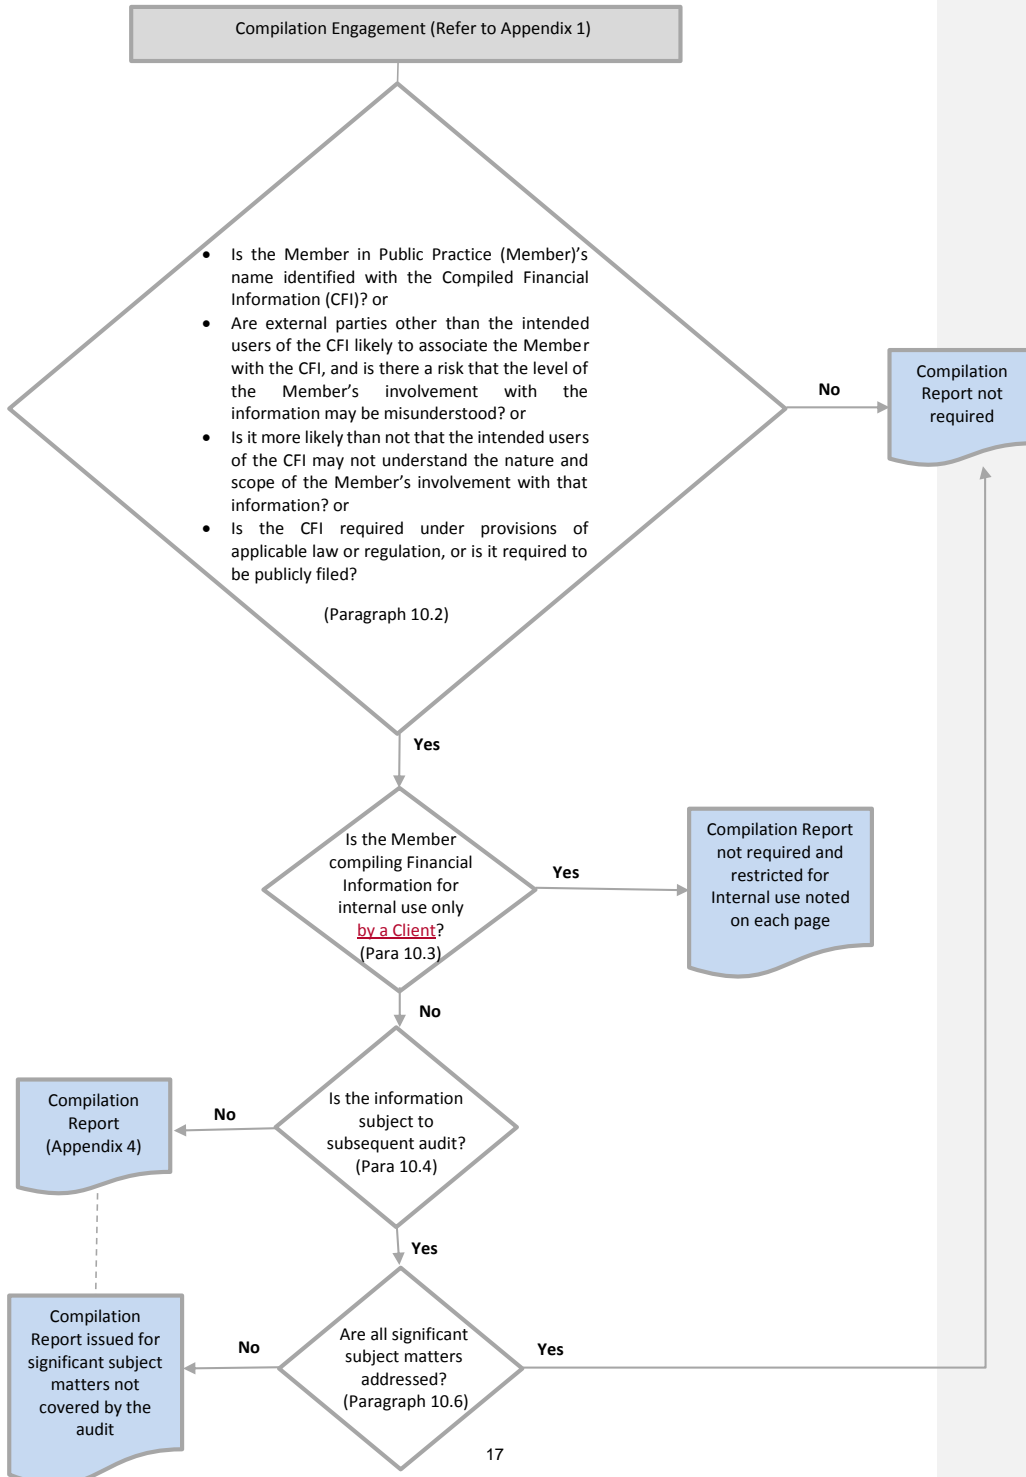 Compilation Engagement (Refer to Appendix 1)
• Is the Member in Public Practice (Member)'s
name identified with the Compiled Financial
Information (CFI)? or
• Are external parties other than the intended
users of the CFI likely to associate the Member
with the CFI, and is there a risk that the level of
the Member's involvement with the
information may be misunderstood? or
• Is it more likely than not that the intended users
of the CFI may not understand the nature and
scope of the Member's involvement with that
information? or
• Is the CFI required under provisions of
applicable law or regulation, or is it required to
be publicly filed?
(Paragraph 10.2)
No
Compilation
Report not
required
Yes
Is the Member
compiling Financial
Information for
internal use only
by a Client?
(Para 10.3)
Yes
Compilation Report
not required and
restricted for
Internal use noted
on each page
No
Is the information
subject to
subsequent audit?
(Para 10.4)
No
Compilation
Report
(Appendix 4)
Yes
Are all significant
subject matters
addressed?
(Paragraph 10.6)
No
Compilation
Report issued for
significant subject
matters not
covered by the
audit
Yes
17